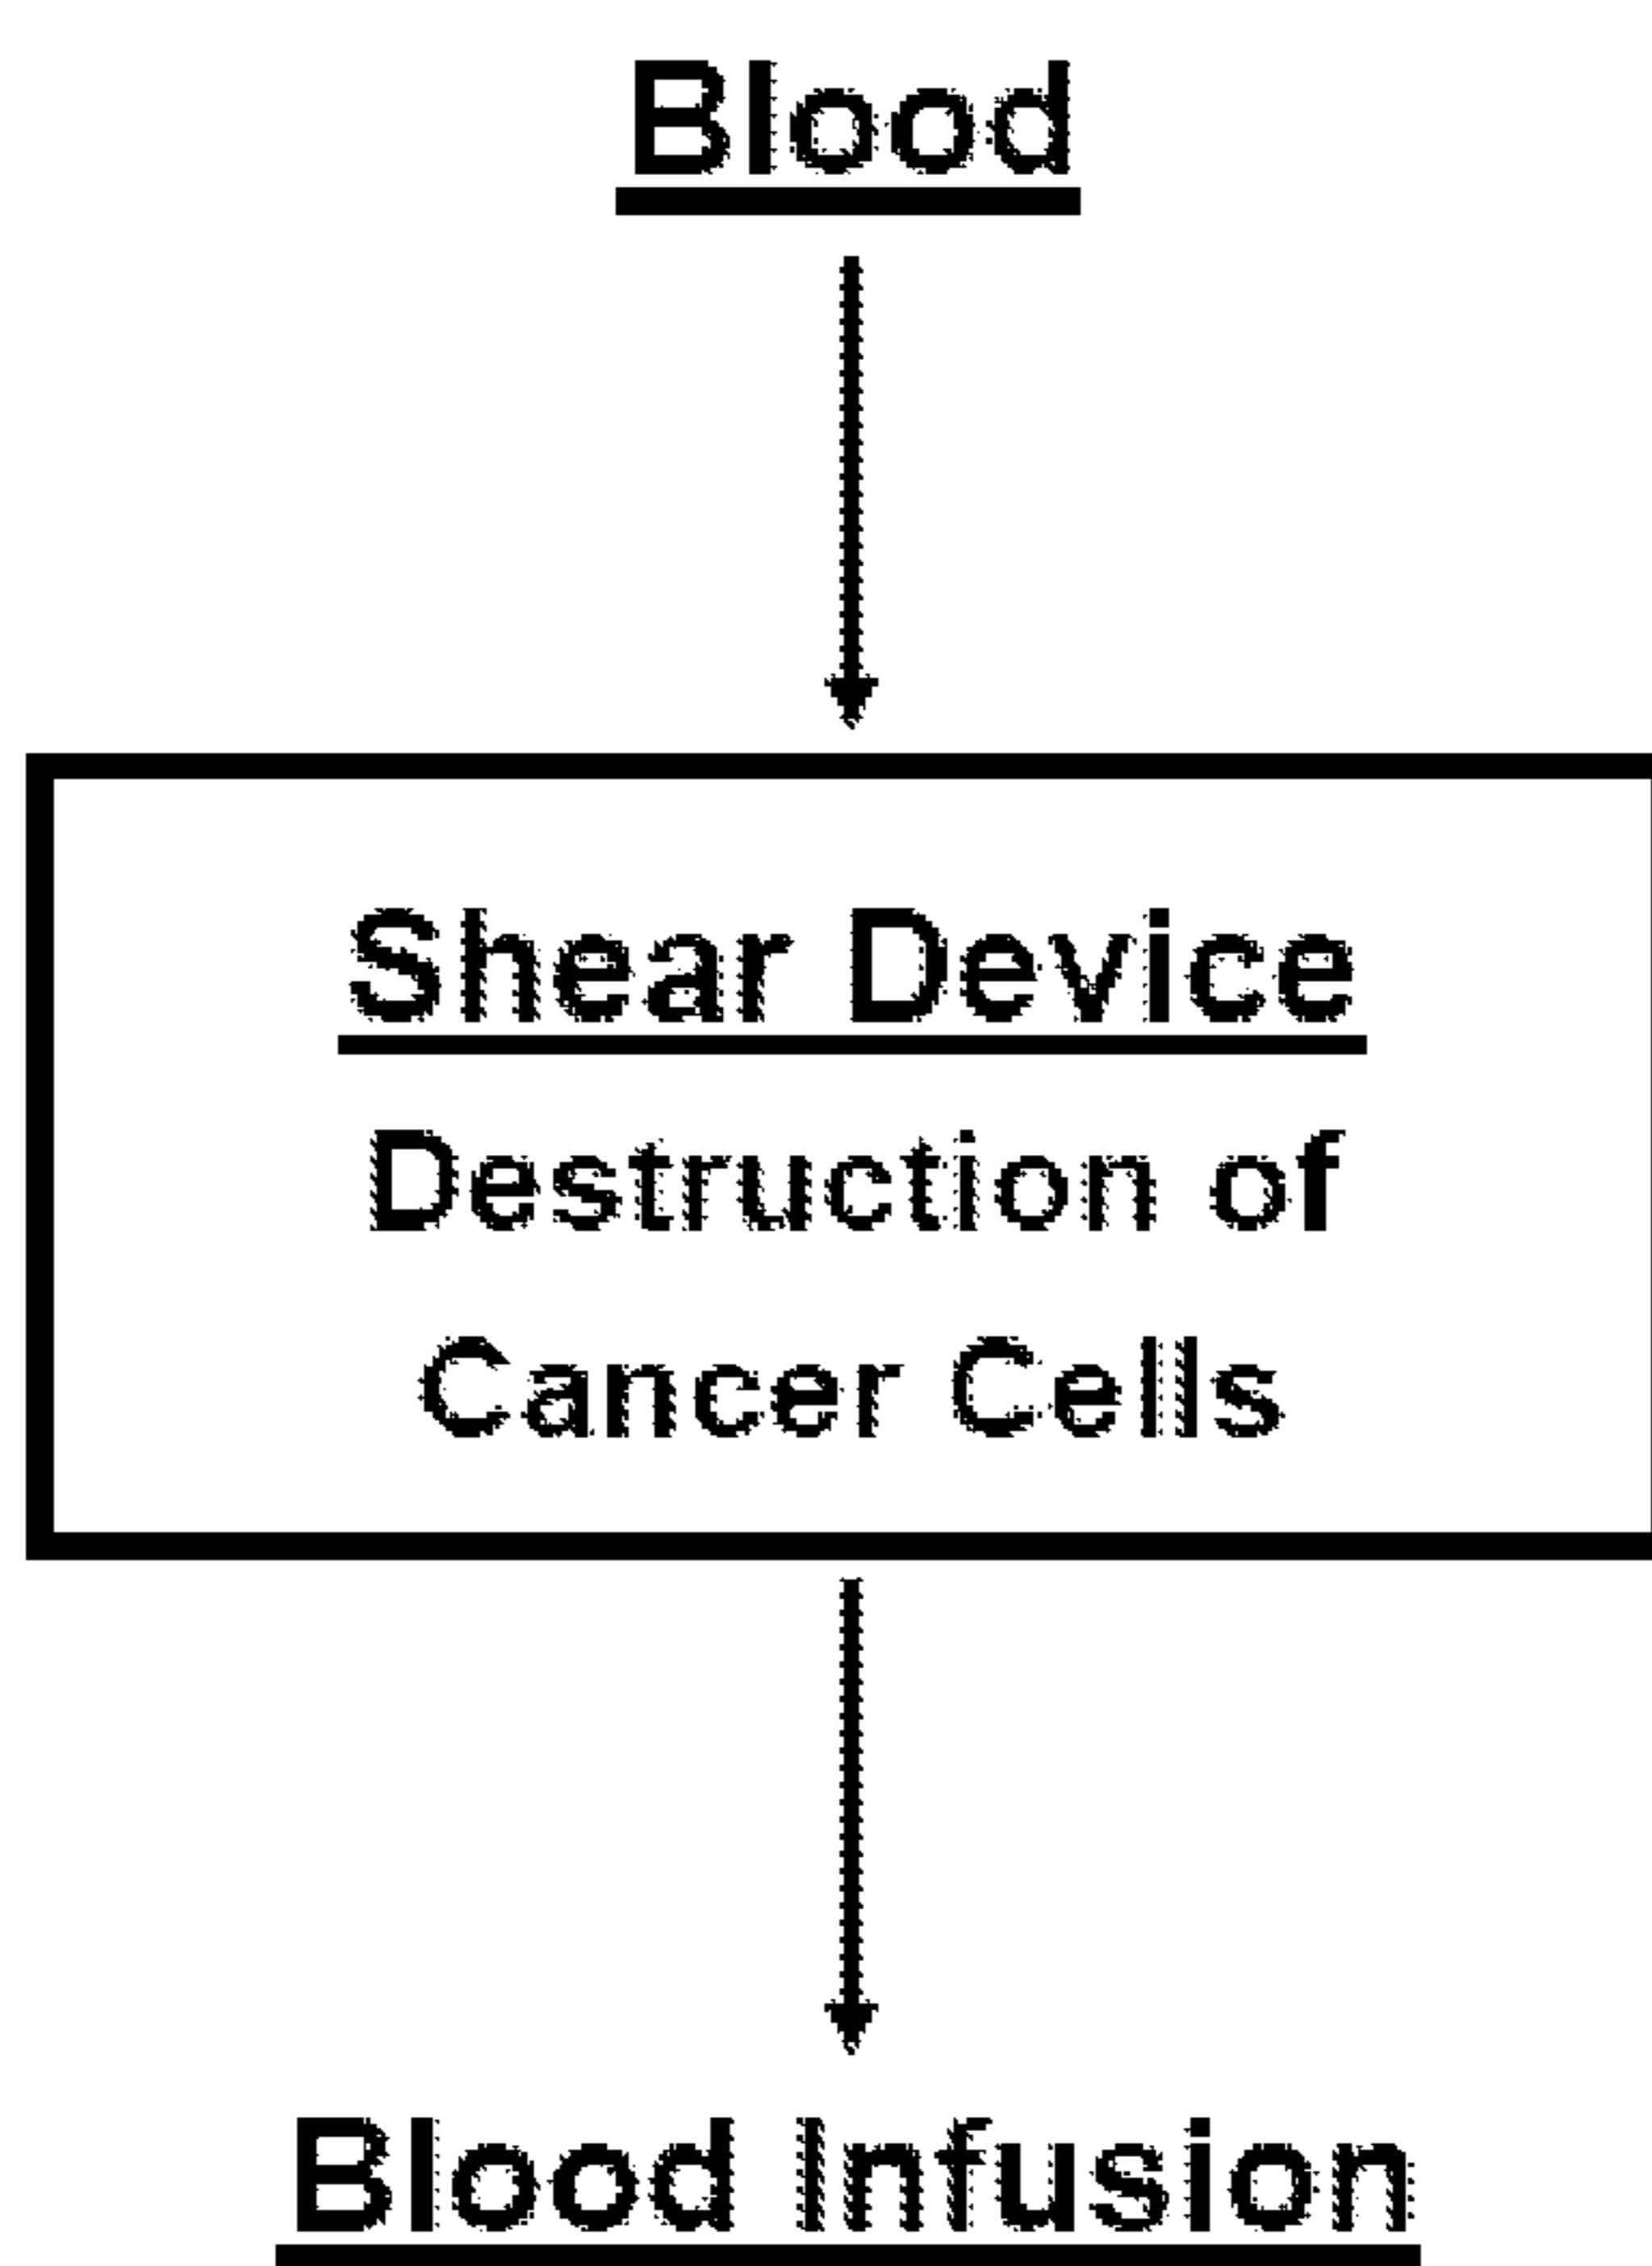 Blood
Shear Device
Destruction of
Cancer Cells
Blood Infusion